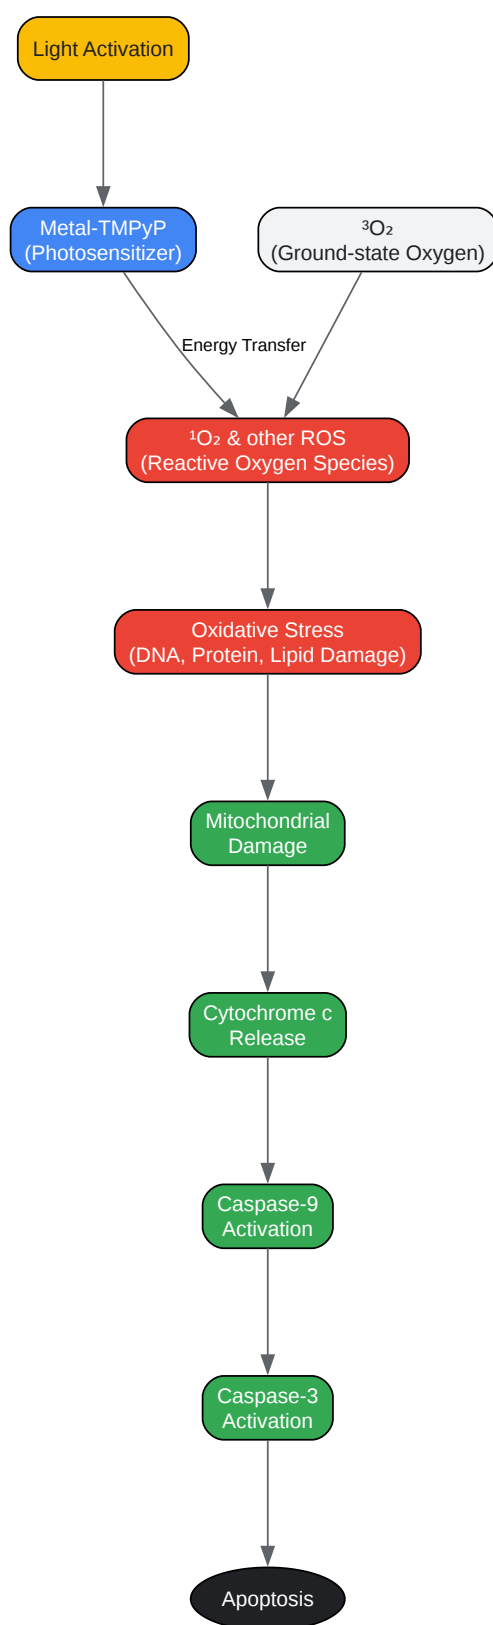 Light Activation
Metal-TMPyP
(Photosensitizer)
³O₂
(Ground-state Oxygen)
Energy Transfer
¹O₂ & other ROS
(Reactive Oxygen Species)
Oxidative Stress
(DNA, Protein, Lipid Damage)
Mitochondrial
Damage
Cytochrome c
Release
Caspase-9
Activation
Caspase-3
Activation
Apoptosis